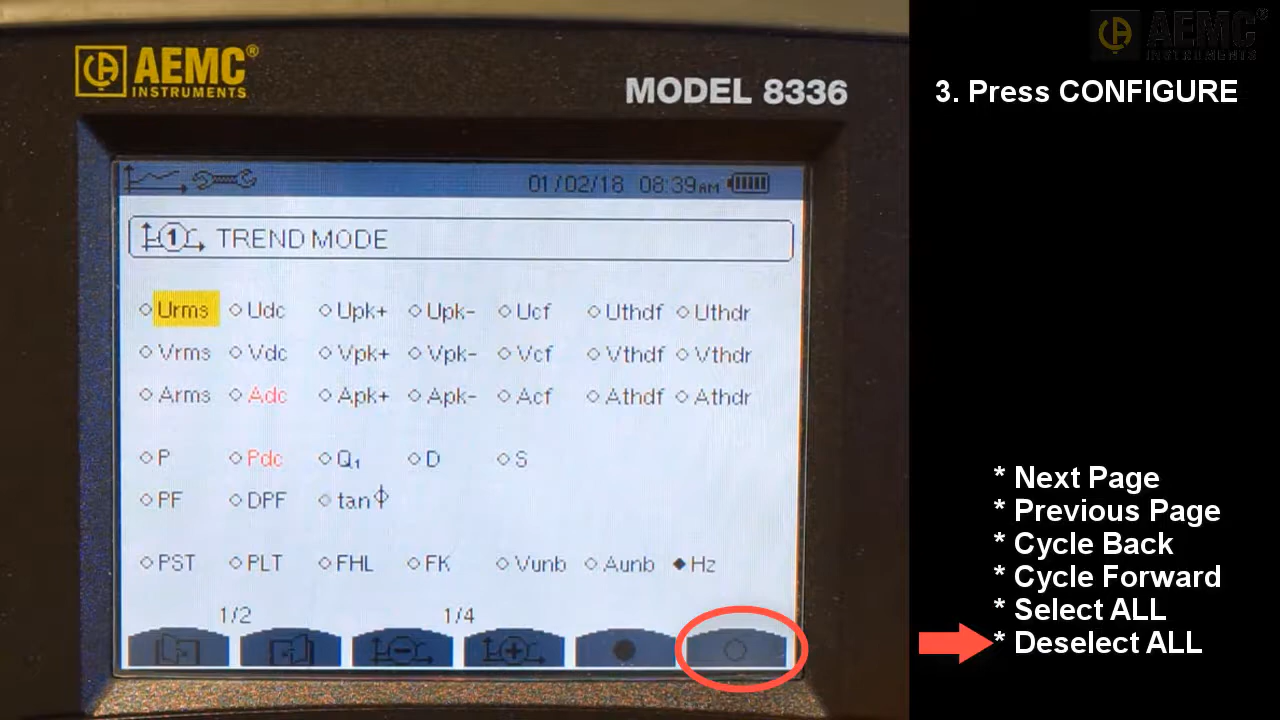 AEMC®
INSTRUMENTS
MODEL 8336
01/02/18 08:39AM
1 TREND MODE
Urms Udc Upk+ Upk- Ucf Uthdf Uthdr
Vrms Vdc Vpk+ Vpk- Vcf Vthdf Vthdr
Arms Adc Apk+ Apk- Acf Athdf Athdr
P Pdc Q₁ D S
PF DPF tanΦ
PST PLT FHL FK Vunb Aunb Hz
1/2 1/4
AEMC®
INSTRUMENTS
3. Press CONFIGURE
* Next Page
* Previous Page
* Cycle Back
* Cycle Forward
* Select ALL
* Deselect ALL